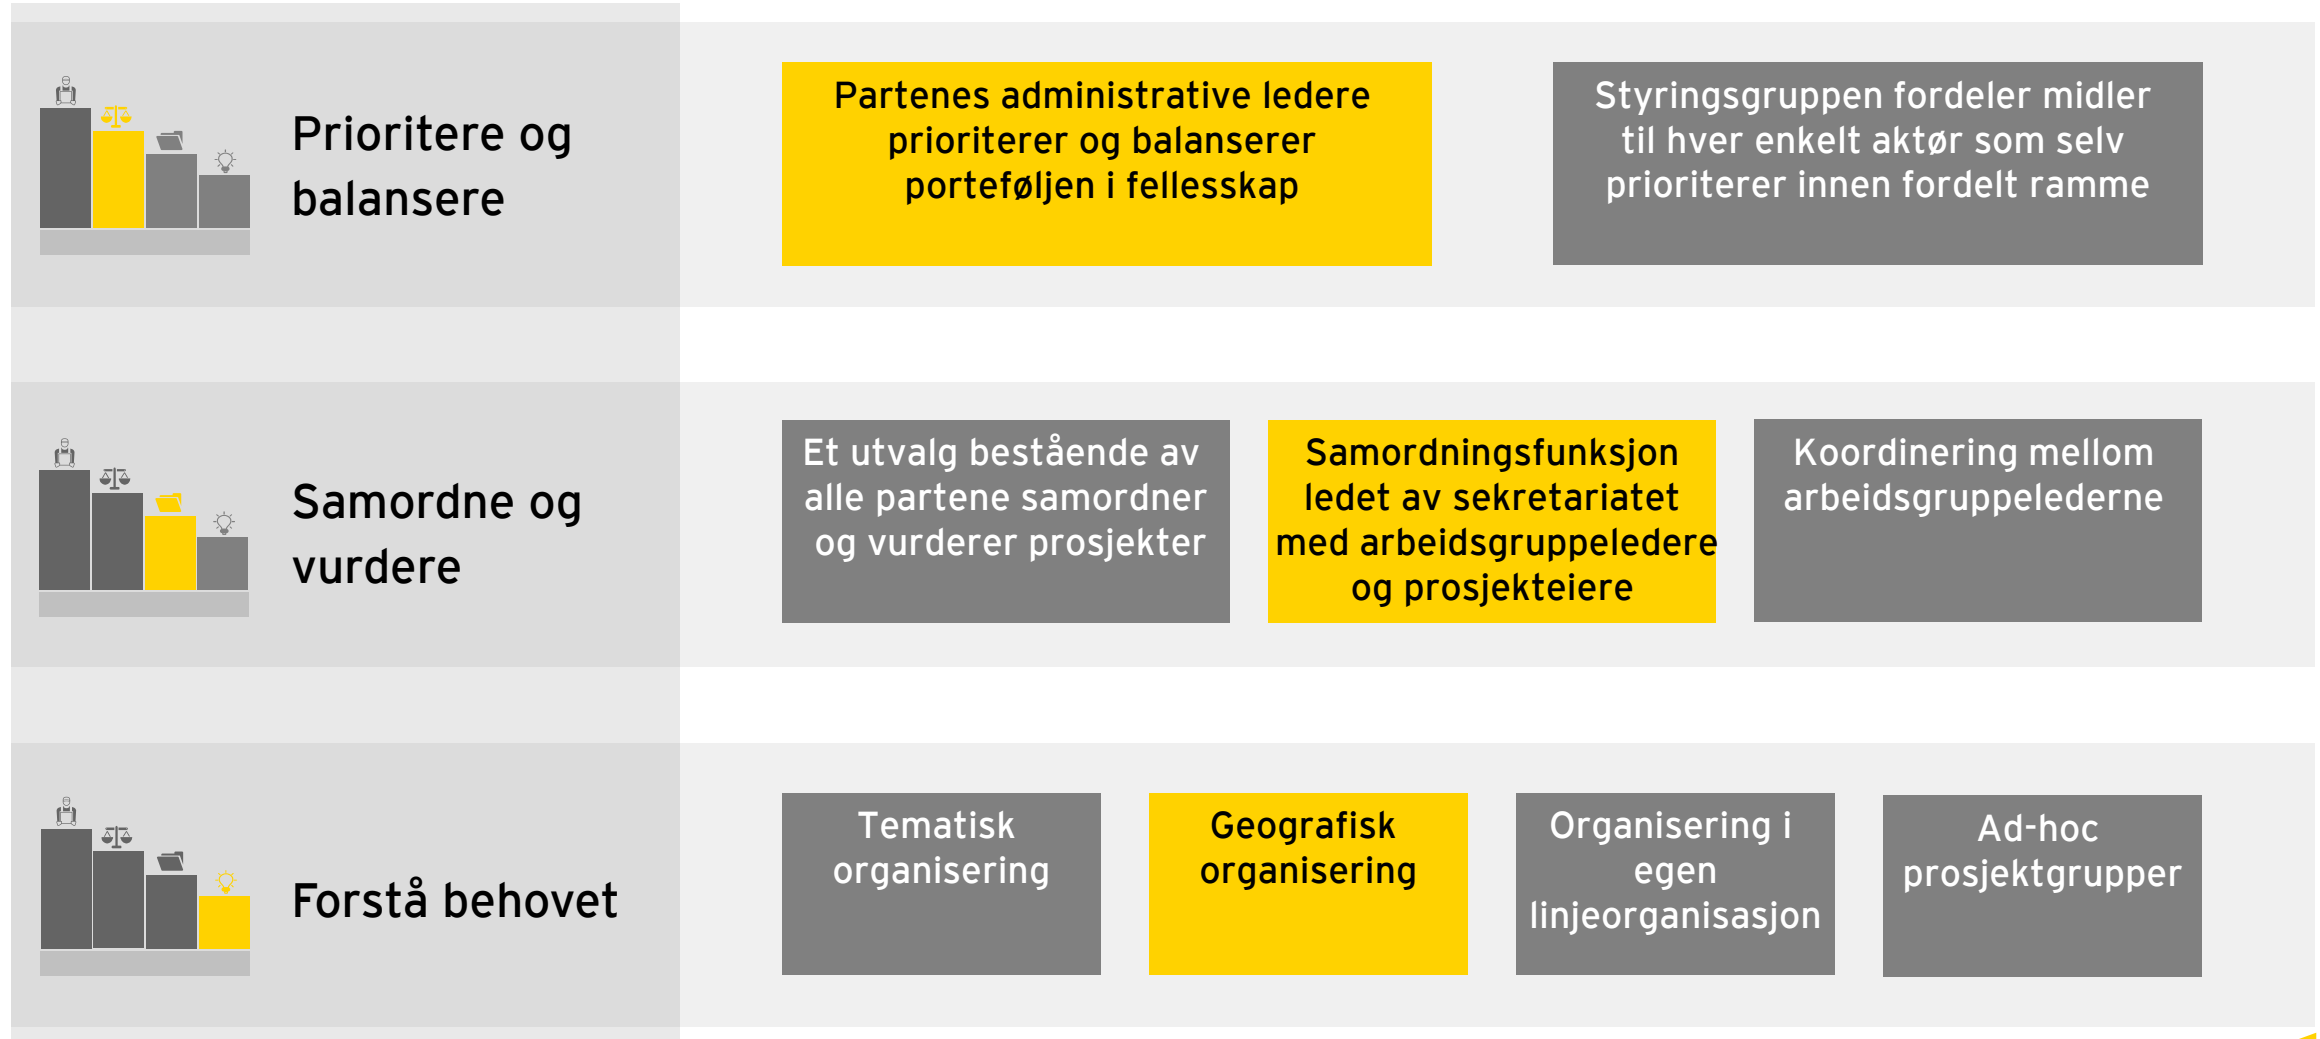 Prioritere og
balansere
Partenes administrative ledere
prioriterer og balanserer
porteføljen i fellesskap
Styringsgruppen fordeler midler
til hver enkelt aktør som selv
prioriterer innen fordelt ramme
Samordne og
vurdere
Et utvalg bestående av
alle partene samordner
og vurderer prosjekter
Samordningsfunksjon
ledet av sekretariatet
med arbeidsgruppeledere
og prosjekteiere
Koordinering mellom
arbeidsgruppelederne
Forstå behovet
Tematisk
organisering
Geografisk
organisering
Organisering i
egen
linjeorganisasjon
Ad-hoc
prosjektgrupper